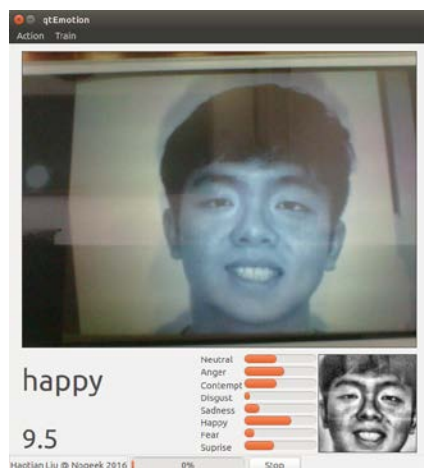 qtEmotion
Action Train
happy
9.5
Neutral
Anger
Contempt
Disgust
Sadness
Happy
Fear
Suprise
Haotian Liu @ Nogeek 2016
0%
Stop